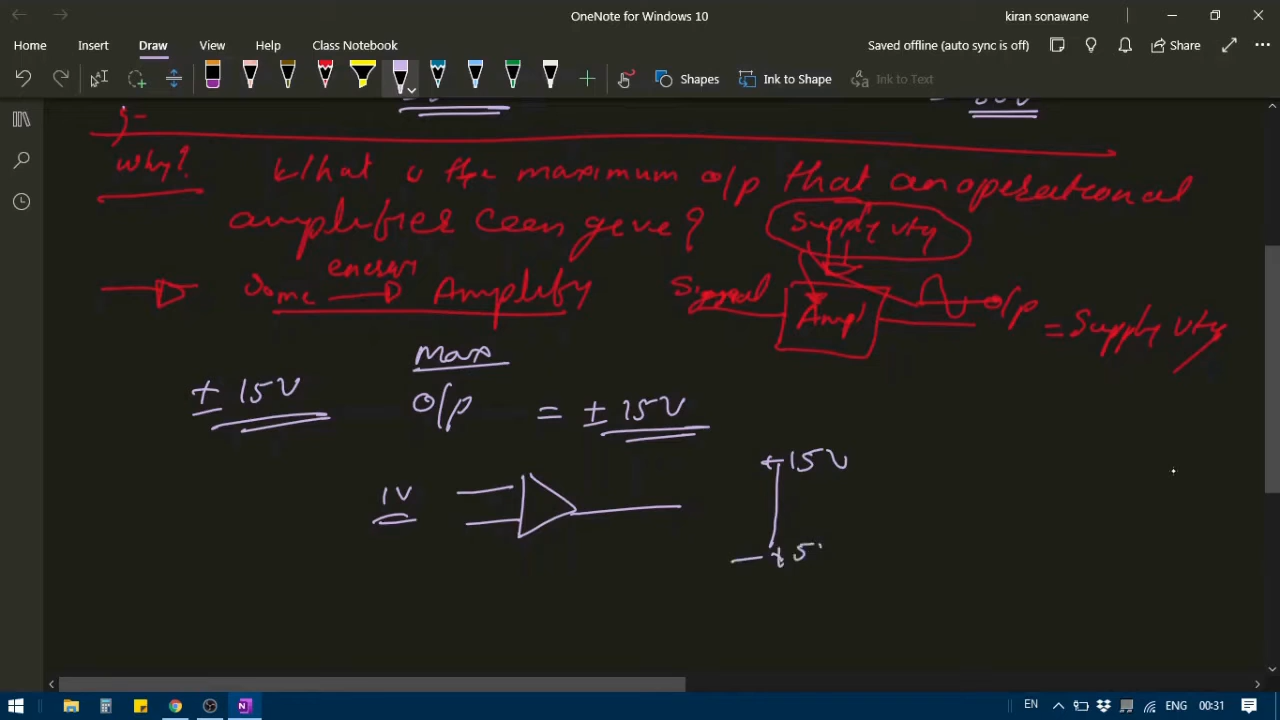 OneNote for Windows 10
kiran sonawane
Home Insert Draw View Help Class Notebook
Saved offline (auto sync is off)
Share
Shapes
Ink to Shape
Ink to Text
Why? What is the maximum o/p that an operational
amplifier can give? Supply vtg
Some energy Amplify Signal Ampl o/p = Supply vtg
Max
± 15V o/p = ± 15V
+15V
1V
EN ENG 00:31